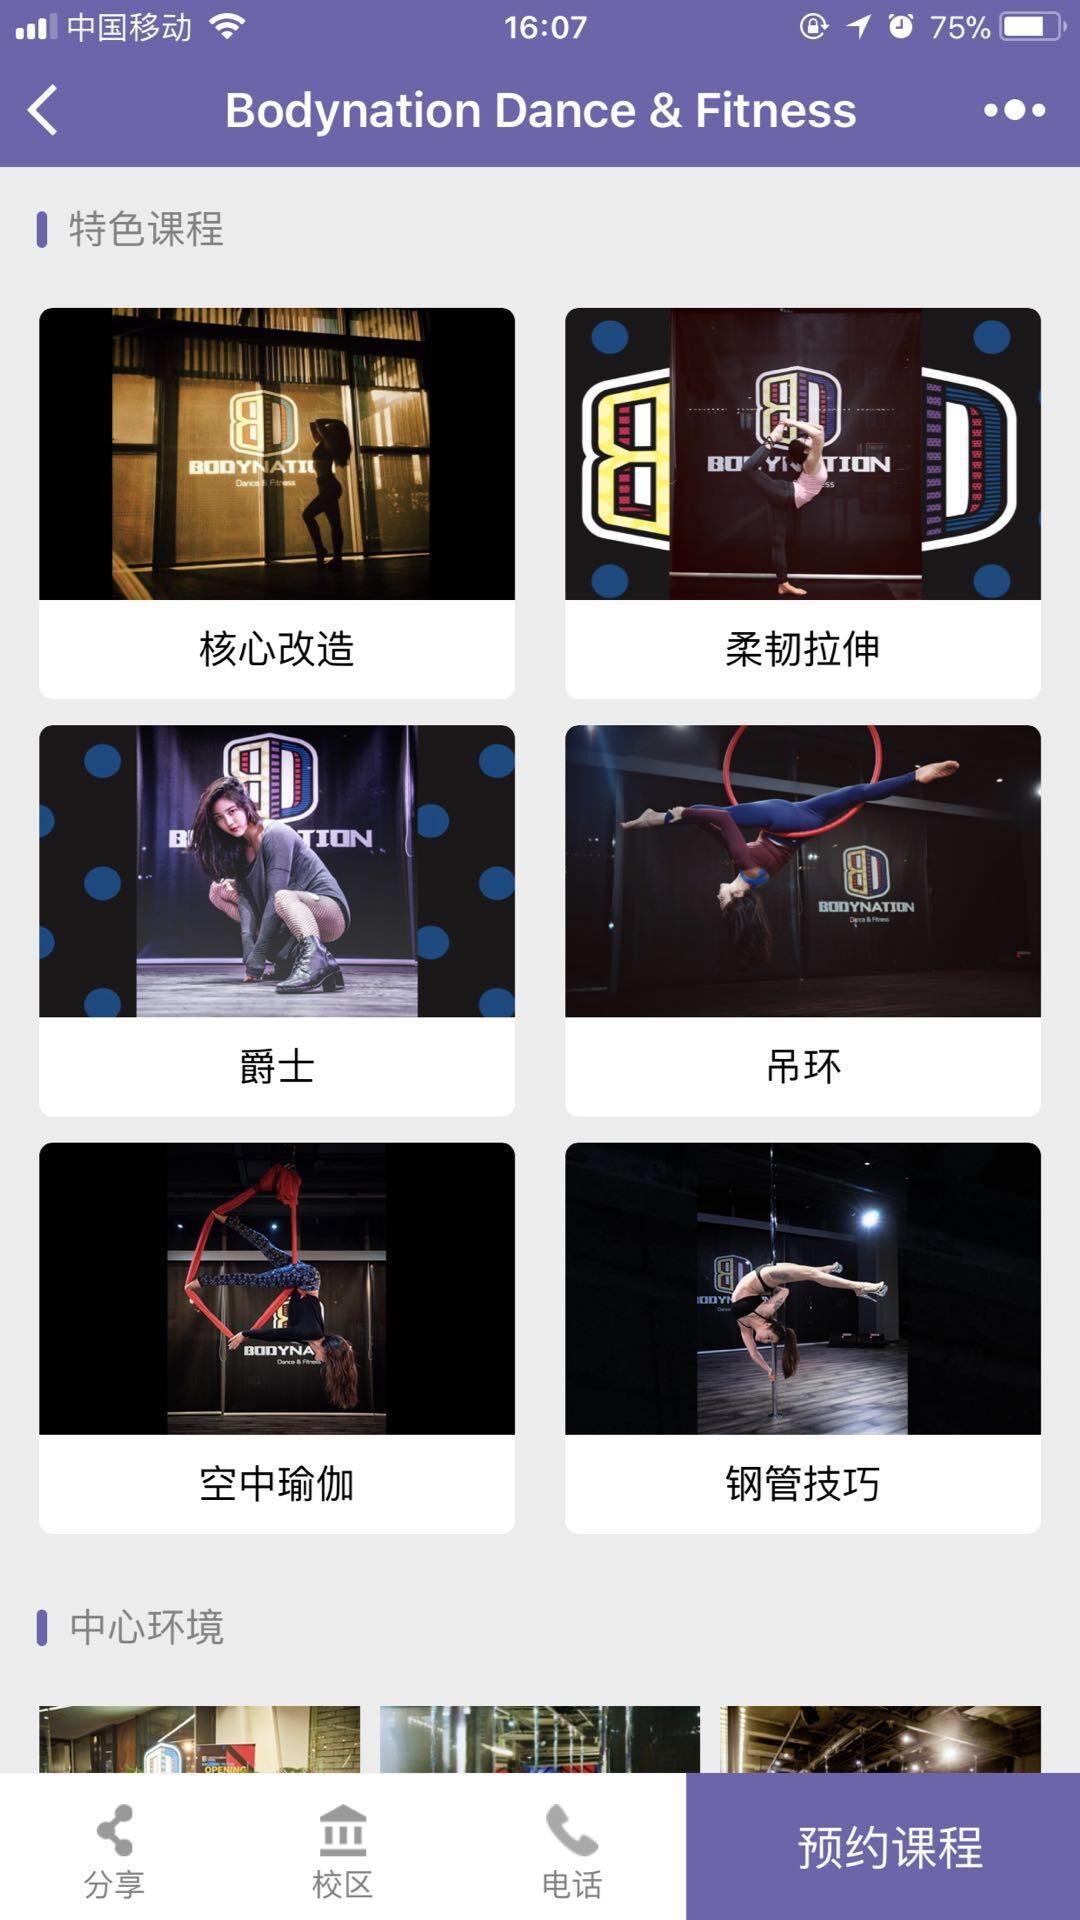 中国移动
16:07
75%
Bodynation Dance & Fitness
特色课程
BODYNATI
Dance & Fitness
核心改造
TION
柔韧拉伸
NATION
爵士
BODYNATION
Dance & Fitness
吊环
BODYNA
Dance & Fitness
空中瑜伽
钢管技巧
中心环境
OPENING
分享
校区
电话
预约课程